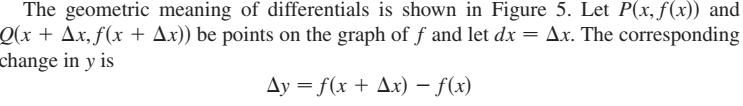 The geometric meaning of differentials is shown in Figure 5. Let P(x, f(x)) and
Q(x + Δx, f(x + Δx)) be points on the graph of f and let dx = Δx. The corresponding
change in y is
Δy = f(x + Δx) − f(x)